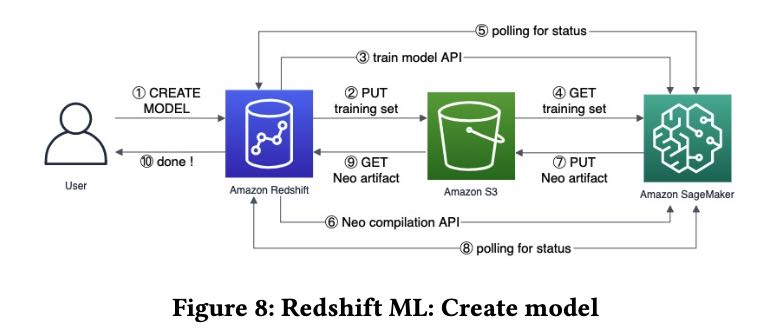 ⑤ polling for status
③ train model API
① CREATE
MODEL
② PUT
training set
④ GET
training set
⑩ done !
⑨ GET
Neo artifact
⑦ PUT
Neo artifact
User
Amazon Redshift
Amazon S3
Amazon SageMaker
⑥ Neo compilation API
⑧ polling for status
Figure 8: Redshift ML: Create model